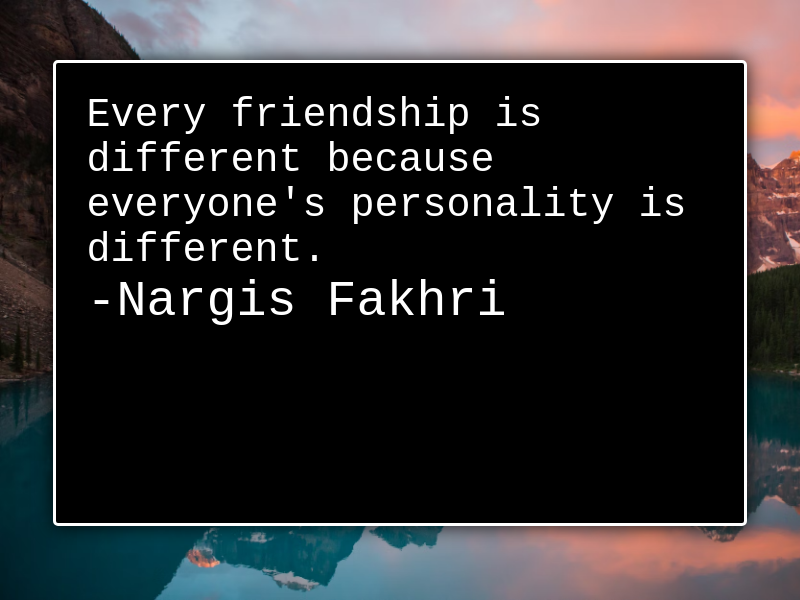 Every friendship is
different because
everyone's personality is
different.
-Nargis Fakhri